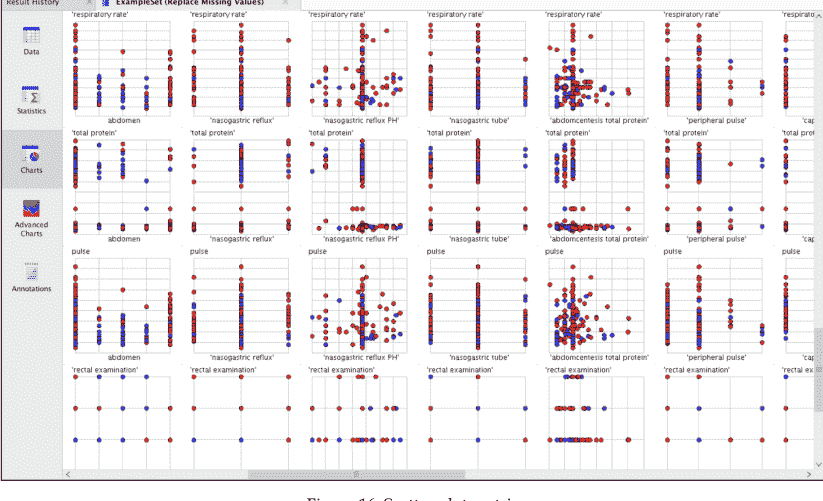 Result History ExampleSet (Replace Missing Values)
Data
Statistics
Charts
Advanced
Charts
Annotations
'respiratory rate' 'respiratory rate' 'respiratory rate' 'respiratory rate' 'respiratory rate' 'respiratory rate'
abdomen 'nasogastric reflux' 'nasogastric reflux PH' 'nasogastric tube' 'abdomcentesis total protein' 'peripheral pulse'
'total protein' 'total protein' 'total protein' 'total protein' 'total protein' 'total protein'
abdomen 'nasogastric reflux' 'nasogastric reflux PH' 'nasogastric tube' 'abdomcentesis total protein' 'peripheral pulse'
pulse pulse pulse pulse pulse pulse pulse
abdomen 'nasogastric reflux' 'nasogastric reflux PH' 'nasogastric tube' 'abdomcentesis total protein' 'peripheral pulse'
'rectal examination' 'rectal examination' 'rectal examination' 'rectal examination' 'rectal examination' 'rectal examination'